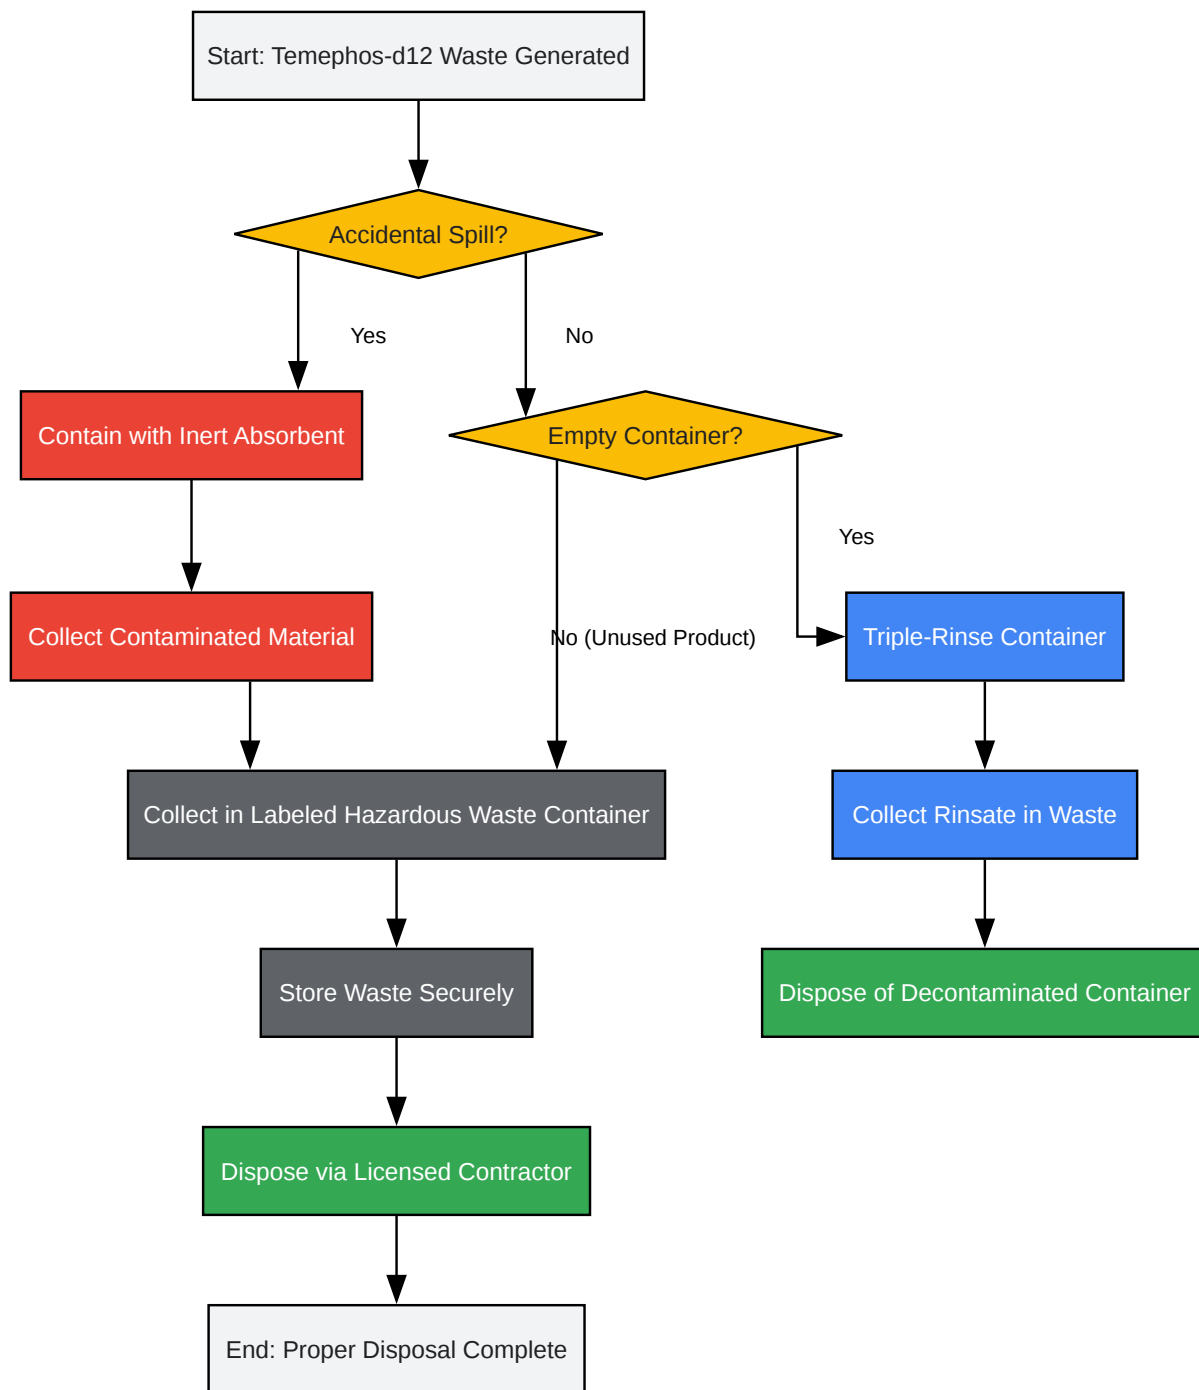 Start: Temephos-d12 Waste Generated
Accidental Spill?
Yes
No
Contain with Inert Absorbent
Empty Container?
Yes
Collect Contaminated Material
No (Unused Product)
Triple-Rinse Container
Collect in Labeled Hazardous Waste Container
Collect Rinsate in Waste
Store Waste Securely
Dispose of Decontaminated Container
Dispose via Licensed Contractor
End: Proper Disposal Complete